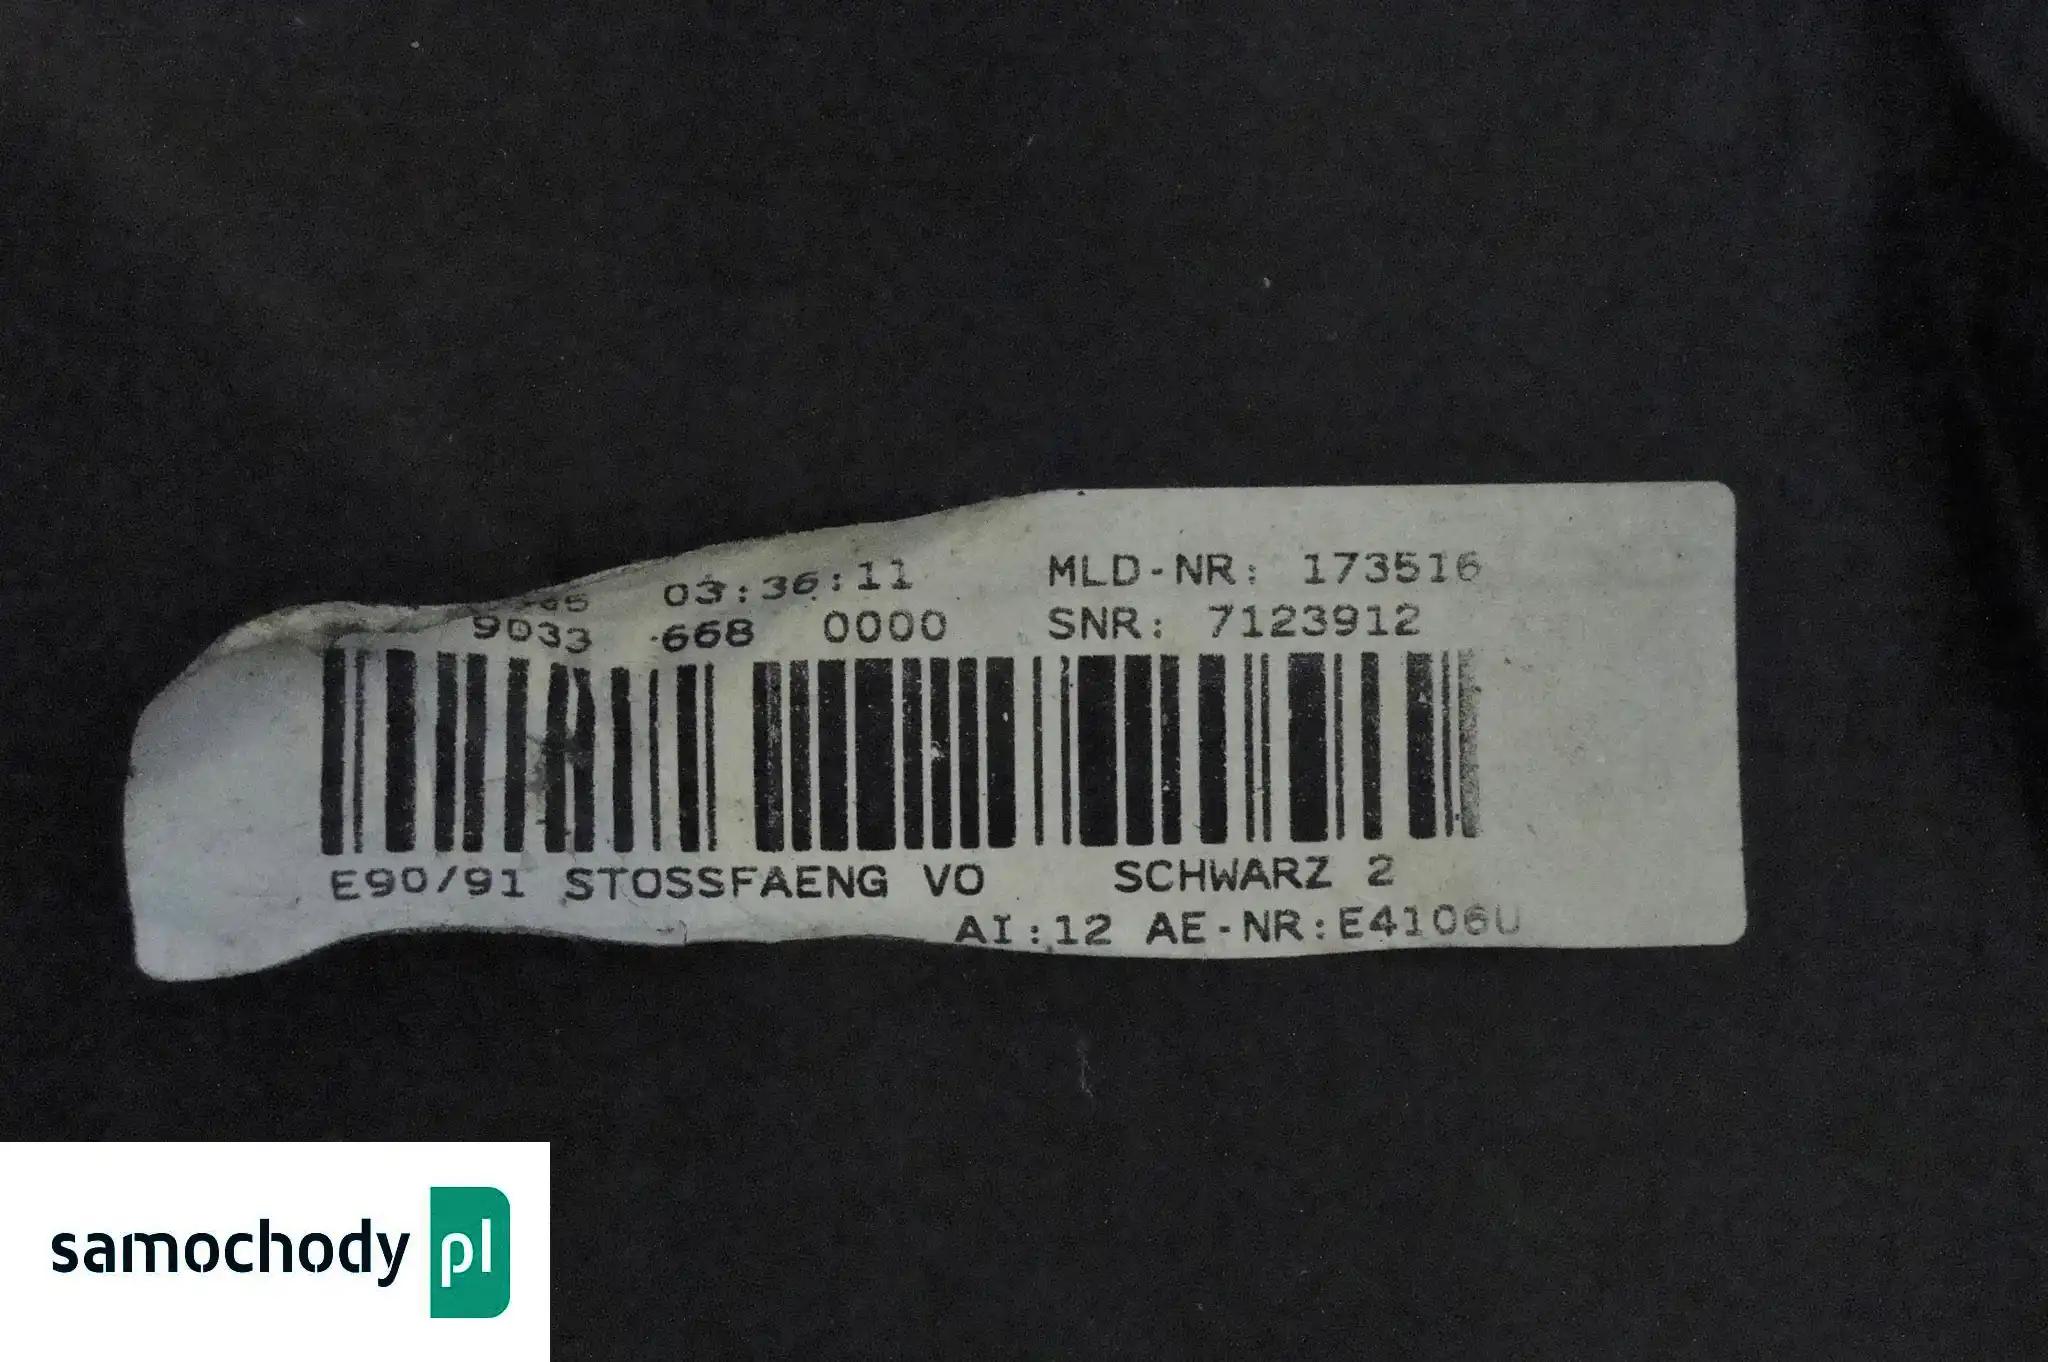 03:36:11 MLD-NR: 173516
9033 668 0000 SNR: 7123912
E90/91 STOSSFAENG VO SCHWARZ 2
AI:12 AE-NR:E4106U
samochody pl